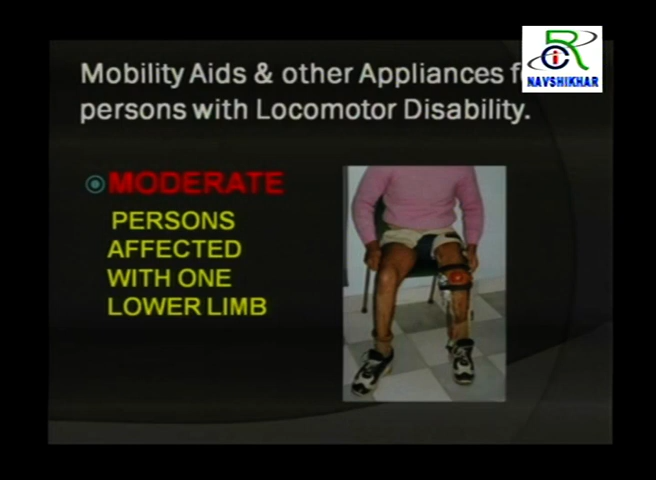 Mobility Aids & other Appliances f
persons with Locomotor Disability.
NAVSHIKHAR
MODERATE
PERSONS
AFFECTED
WITH ONE
LOWER LIMB